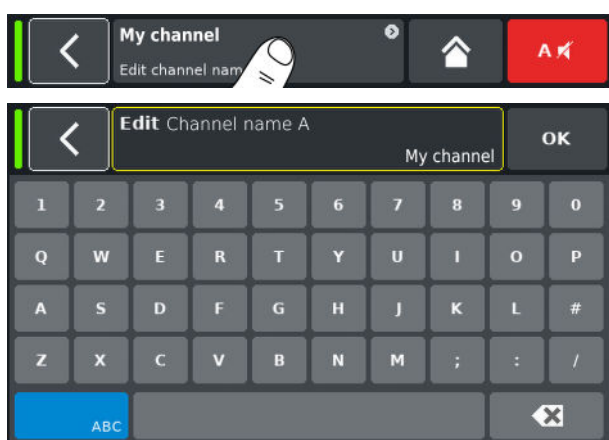 My channel
Edit channel nam
A
Edit Channel name A
My channel
OK
1 2 3 4 5 6 7 8 9 0
Q W E R T Y U I O P
A S D F G H J K L #
Z X C V B N M ; : /
ABC